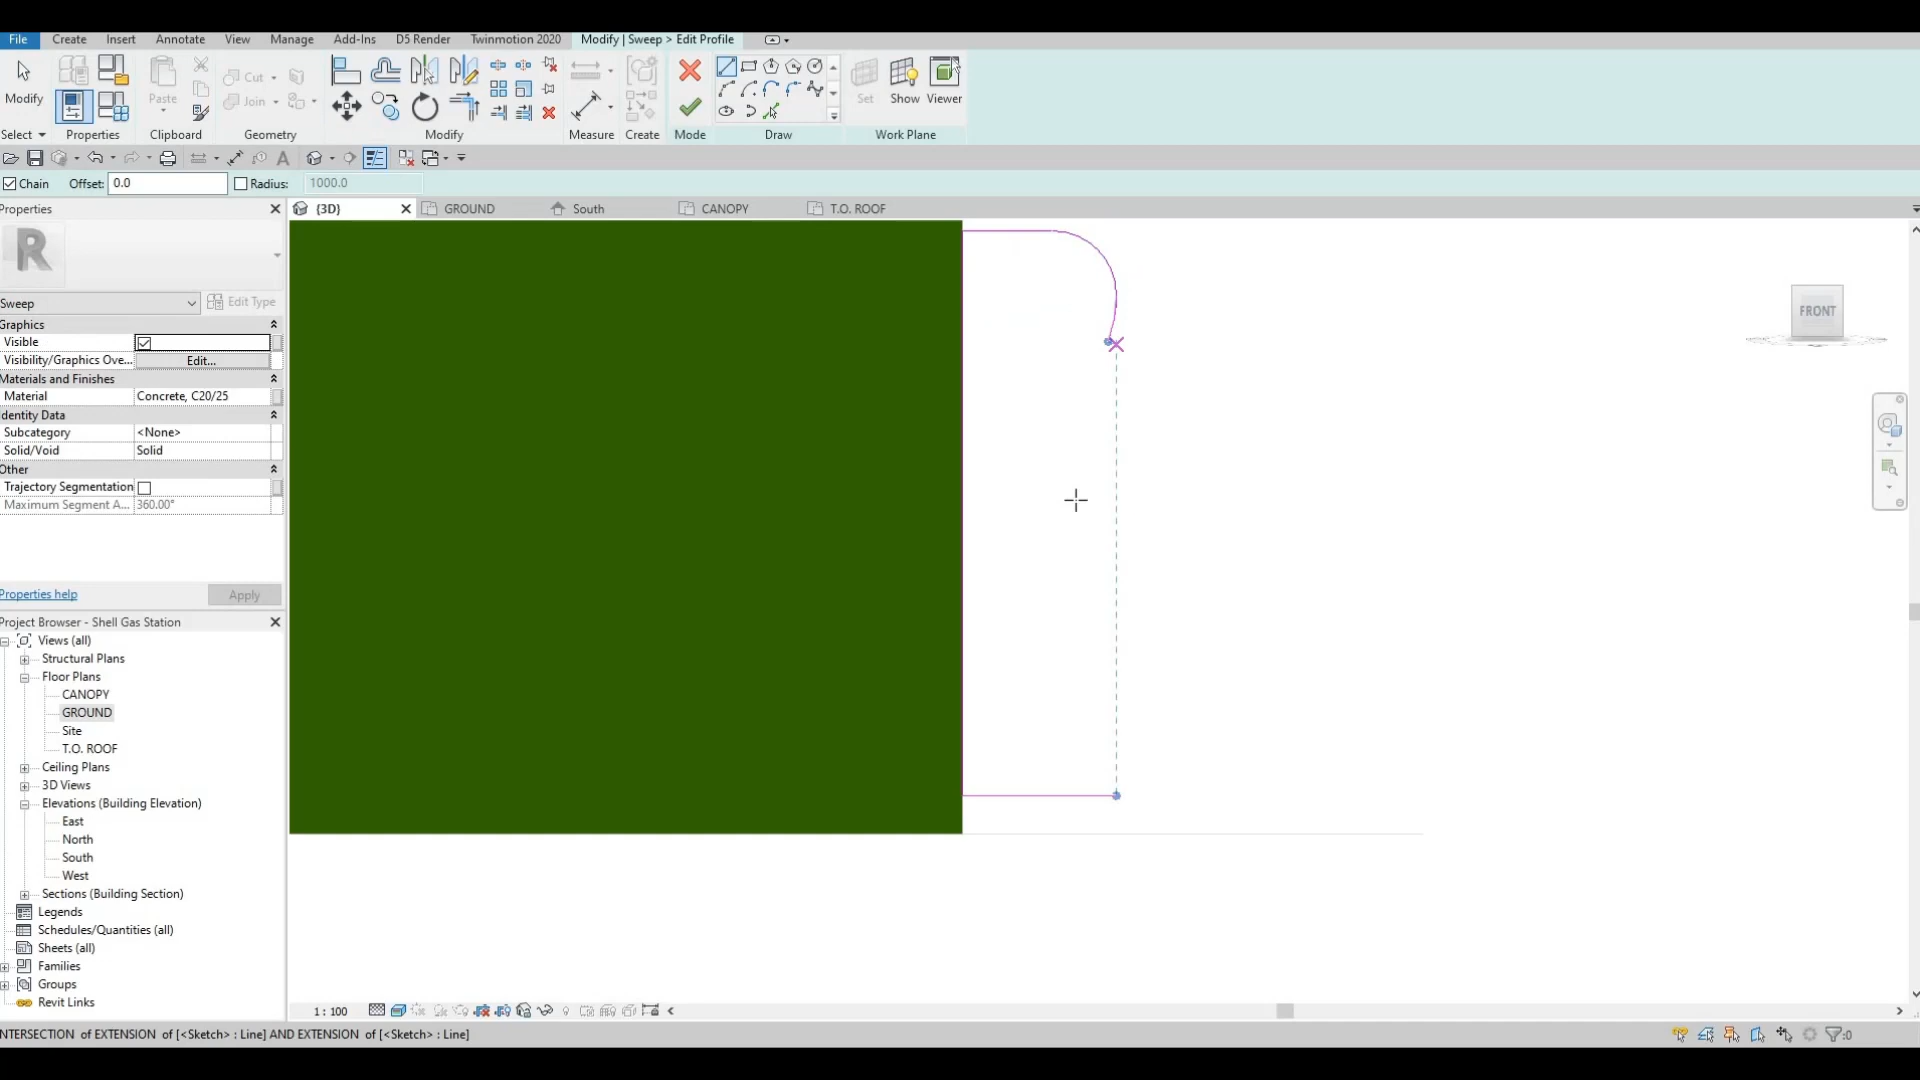 File Create Insert Annotate View Manage Add-Ins D5 Render Twinmotion 2020 Modify | Sweep > Edit Profile
Modify Paste Cut Join Set Show Viewer
Select Properties Clipboard Geometry Modify Measure Create Mode Draw Work Plane
Chain Offset: 0.0 Radius: 1000.0
Properties {3D} GROUND South CANOPY T.O. ROOF
R
Sweep Edit Type
Graphics
Visible
Visibility/Graphics Ove... Edit...
Materials and Finishes
Material Concrete, C20/25
dentity Data
Subcategory <None>
Solid/Void Solid
Other
Trajectory Segmentation
Maximum Segment A... 360.00°
FRONT
Properties help Apply
Project Browser - Shell Gas Station
Views (all)
Structural Plans
Floor Plans
CANOPY
GROUND
Site
T.O. ROOF
Ceiling Plans
3D Views
Elevations (Building Elevation)
East
North
South
West
Sections (Building Section)
Legends
Schedules/Quantities (all)
Sheets (all)
Families
Groups
Revit Links
1 : 100
NTERSECTION of EXTENSION of [<Sketch> : Line] AND EXTENSION of [<Sketch> : Line] :0